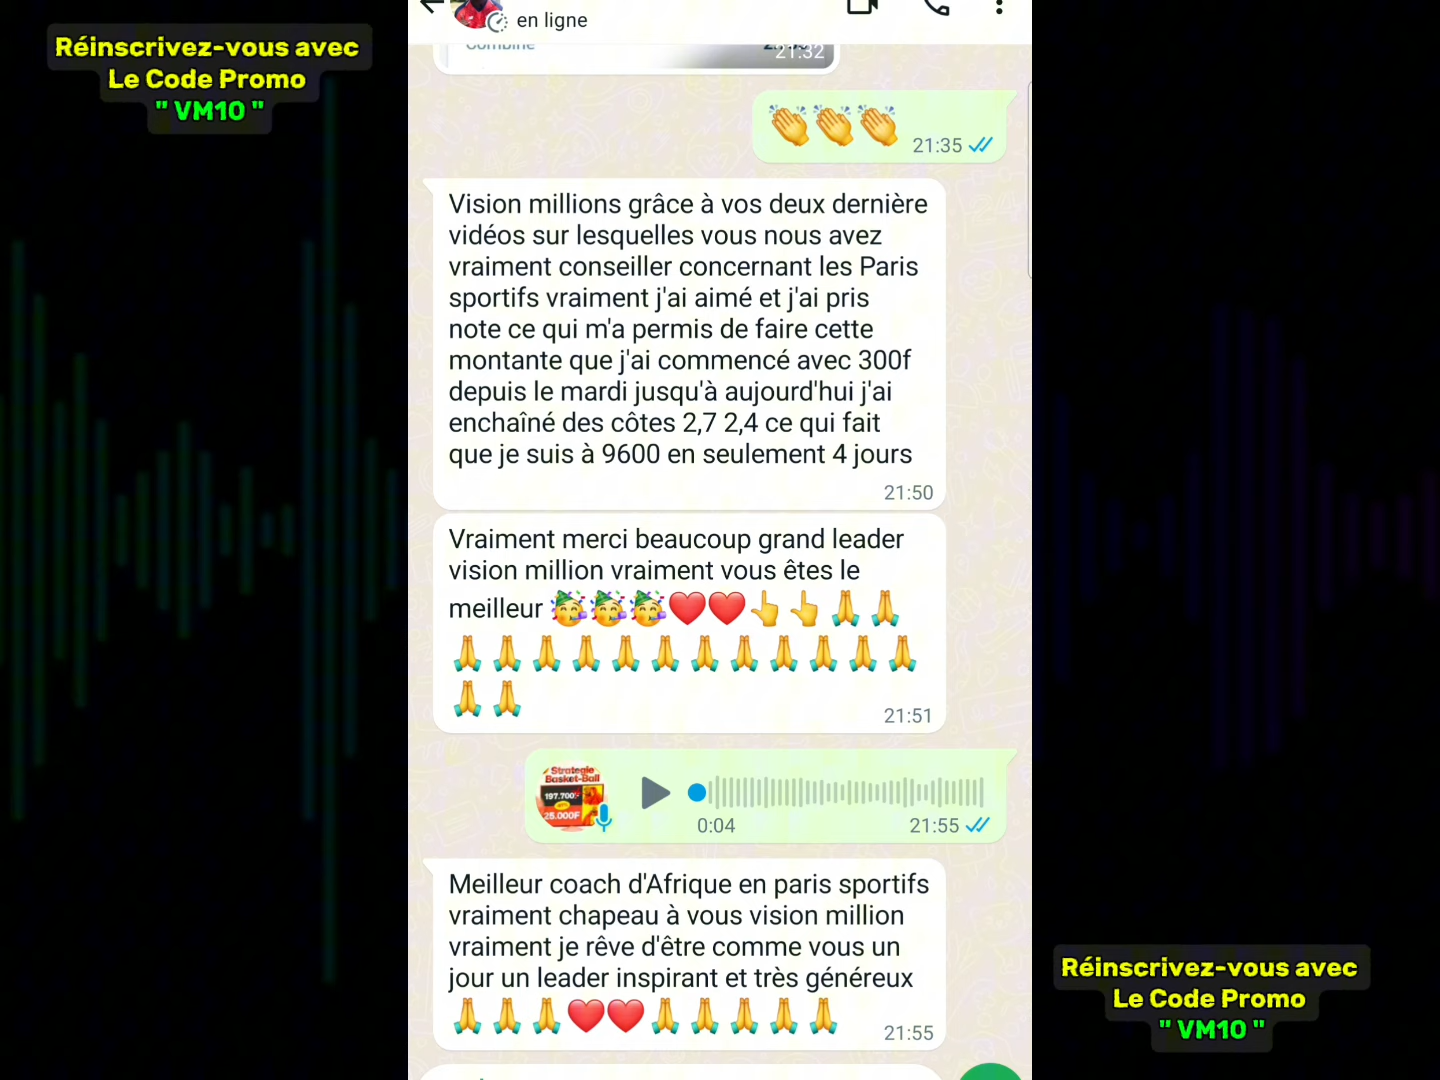 Réinscrivez-vous avec
Le Code Promo
" VM10 "
en ligne
Combiné
21:32
👏👏👏 21:35
Vision millions grâce à vos deux dernière
vidéos sur lesquelles vous nous avez
vraiment conseiller concernant les Paris
sportifs vraiment j'ai aimé et j'ai pris
note ce qui m'a permis de faire cette
montante que j'ai commencé avec 300f
depuis le mardi jusqu'à aujourd'hui j'ai
enchaîné des côtes 2,7 2,4 ce qui fait
que je suis à 9600 en seulement 4 jours
21:50
Vraiment merci beaucoup grand leader
vision million vraiment vous êtes le
meilleur 🥳🥳🥳❤️❤️👆👆🙏🙏
🙏🙏🙏🙏🙏🙏🙏🙏🙏🙏🙏🙏
🙏🙏
21:51
Strategie
Basket-Ball
197.700F
25.000F
0:04
21:55
Meilleur coach d'Afrique en paris sportifs
vraiment chapeau à vous vision million
vraiment je rêve d'être comme vous un
jour un leader inspirant et très généreux
🙏🙏🙏❤️❤️🙏🙏🙏🙏🙏
21:55
Réinscrivez-vous avec
Le Code Promo
" VM10 "